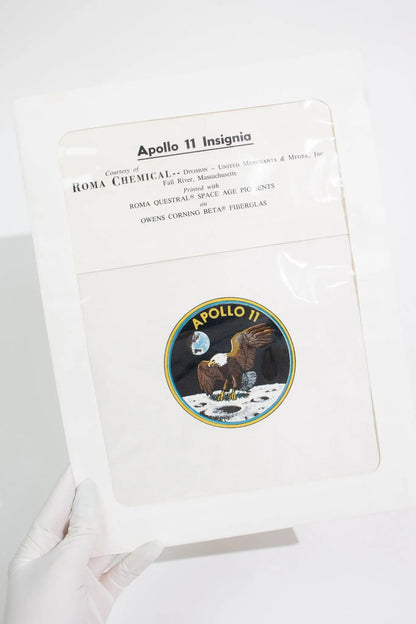 Apollo 11 Insignia
Courtesy of
ROMA CHEMICAL-- DIVISION - UNITED MERCHANTS & MFGRS., INC
Fall River, Massachusetts
Printed with
ROMA QUESTRAL® SPACE AGE PIGMENTS
on
OWENS CORNING BETA® FIBERGLAS
APOLLO 11